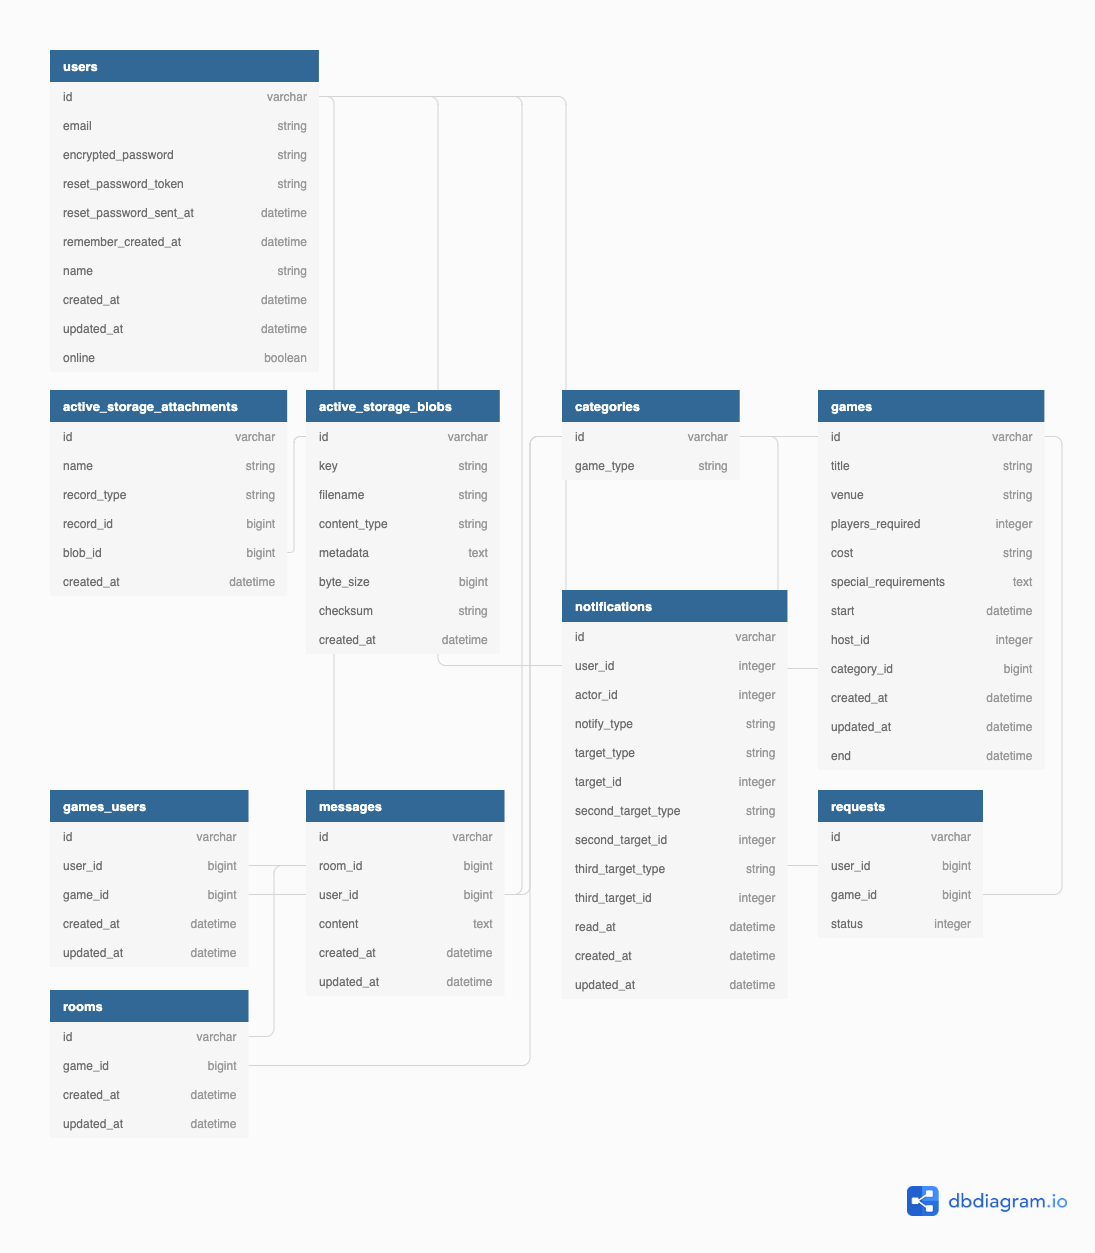 users
id varchar
email string
encrypted_password string
reset_password_token string
reset_password_sent_at datetime
remember_created_at datetime
name string
created_at datetime
updated_at datetime
online boolean
active_storage_attachments
id varchar
name string
record_type string
record_id bigint
blob_id bigint
created_at datetime
active_storage_blobs
id varchar
key string
filename string
content_type string
metadata text
byte_size bigint
checksum string
created_at datetime
categories
id varchar
game_type string
games
id varchar
title string
venue string
players_required integer
cost string
special_requirements text
start datetime
host_id integer
category_id bigint
created_at datetime
updated_at datetime
end datetime
notifications
id varchar
user_id integer
actor_id integer
notify_type string
target_type string
target_id integer
second_target_type string
second_target_id integer
third_target_type string
third_target_id integer
read_at datetime
created_at datetime
updated_at datetime
games_users
id varchar
user_id bigint
game_id bigint
created_at datetime
updated_at datetime
messages
id varchar
room_id bigint
user_id bigint
content text
created_at datetime
updated_at datetime
requests
id varchar
user_id bigint
game_id bigint
status integer
rooms
id varchar
game_id bigint
created_at datetime
updated_at datetime
dbdiagram.io